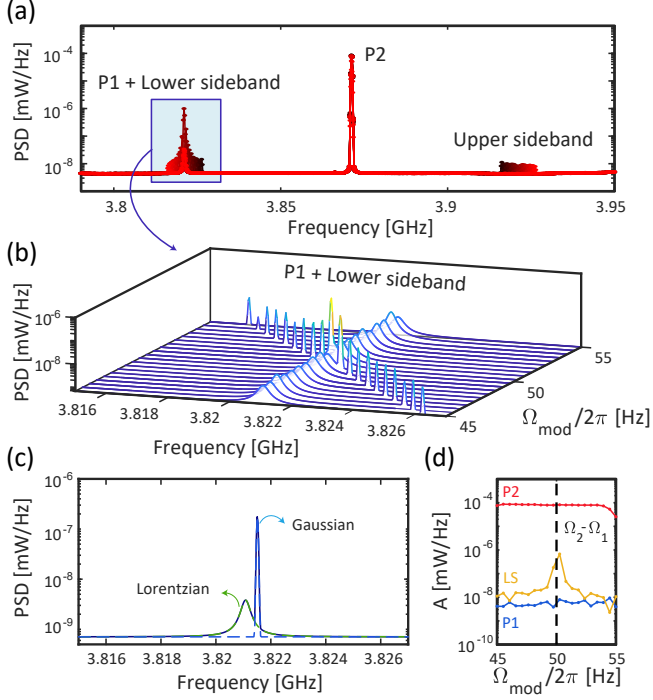 (a)
PSD [mW/Hz]
10⁻⁴
10⁻⁶
10⁻⁸
P1 + Lower sideband
P2
Upper sideband
3.8 3.85 3.9 3.95
Frequency [GHz]
(b)
P1 + Lower sideband
PSD [mW/Hz]
10⁻⁶
10⁻⁸
3.816 3.818 3.82 3.822 3.824 3.826
Frequency [GHz]
45 50 55
Ω_mod/2π [Hz]
(c)
PSD [mW/Hz]
10⁻⁶
10⁻⁷
10⁻⁸
10⁻⁹
Gaussian
Lorentzian
3.816 3.818 3.82 3.822 3.824 3.826
Frequency [GHz]
(d)
A [mW/Hz]
10⁻⁴
10⁻⁶
10⁻⁸
10⁻¹⁰
P2
Ω₂-Ω₁
LS
P1
45 50 55
Ω_mod/2π [Hz]